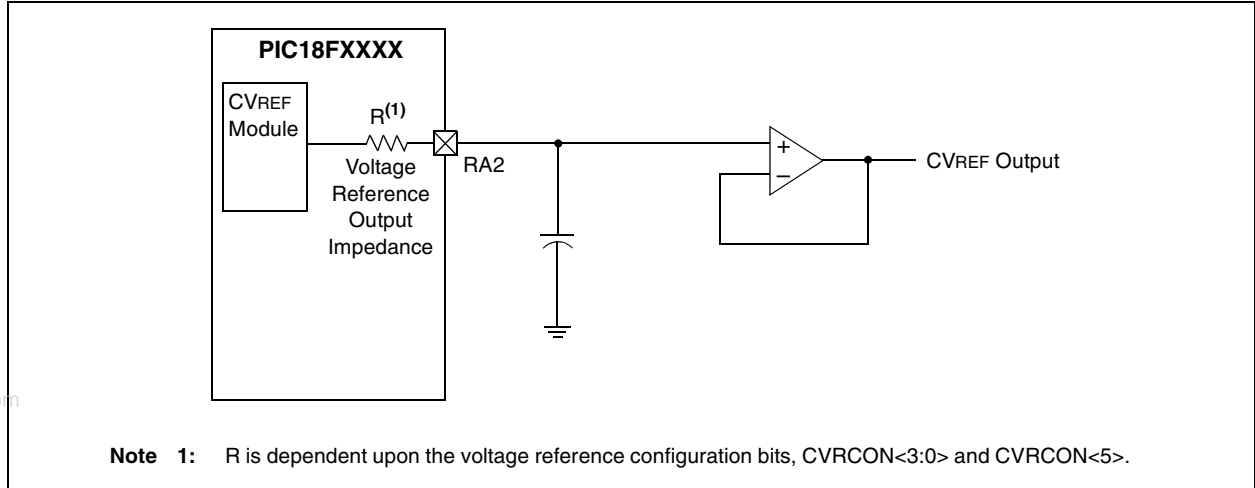 PIC18FXXXX
CVREF
Module
R(1)
Voltage
Reference
Output
Impedance
RA2
+
–
CVREF Output
om
Note 1: R is dependent upon the voltage reference configuration bits, CVRCON<3:0> and CVRCON<5>.